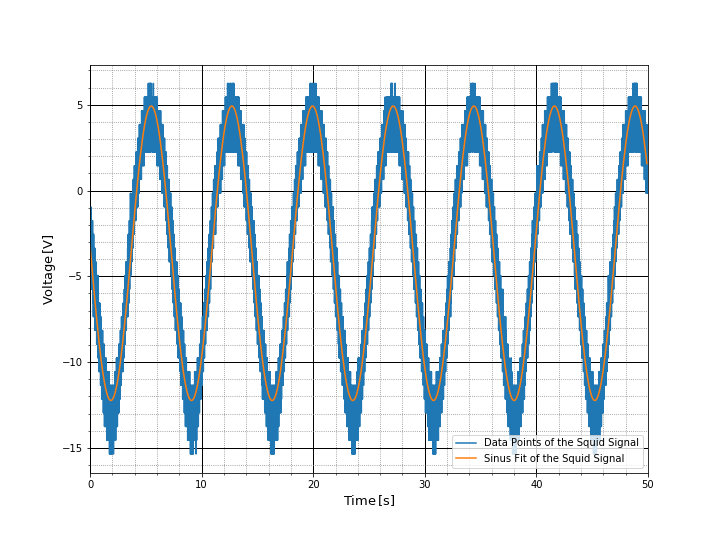 5
0
−5
−10
−15
Voltage [V]
0 10 20 30 40 50
Time [s]
Data Points of the Squid Signal
Sinus Fit of the Squid Signal